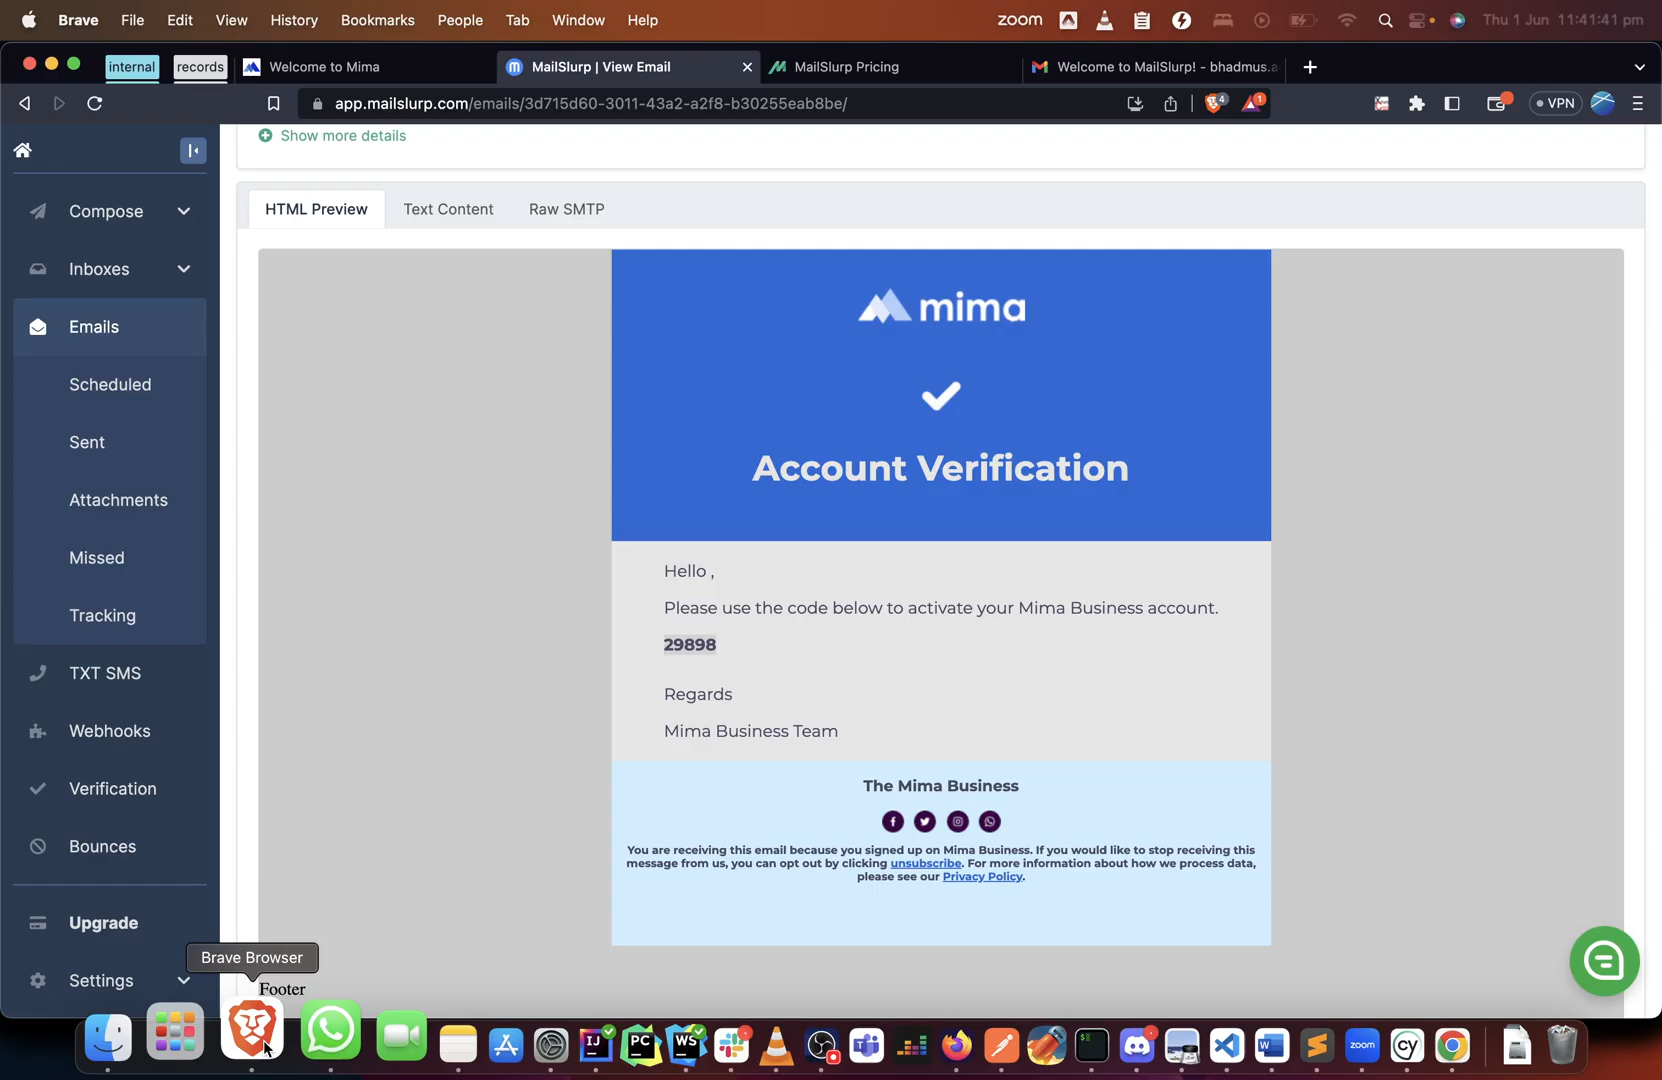 Brave File Edit View History Bookmarks People Tab Window Help
zoom
Thu 1 Jun 11:41:41 pm
internal
records
Welcome to Mima
MailSlurp | View Email
MailSlurp Pricing
Welcome to MailSlurp! - bhadmus.a
app.mailslurp.com/emails/3d715d60-3011-43a2-a2f8-b30255eab8be/
4
1
VPN
Show more details
Compose
Inboxes
Emails
Scheduled
Sent
Attachments
Missed
Tracking
TXT SMS
Webhooks
Verification
Bounces
Upgrade
Settings
HTML Preview
Text Content
Raw SMTP
mima
Account Verification
Hello ,
Please use the code below to activate your Mima Business account.
29898
Regards
Mima Business Team
The Mima Business
You are receiving this email because you signed up on Mima Business. If you would like to stop receiving this
message from us, you can opt out by clicking unsubscribe. For more information about how we process data,
please see our Privacy Policy.
Brave Browser
Footer
IJ
PC
WS
zoom
cy